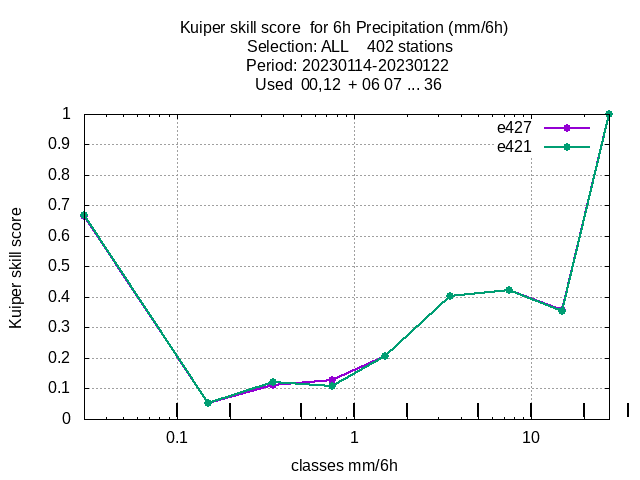 Kuiper skill score  for 6h Precipitation (mm/6h)
Selection: ALL    402 stations
Period: 20230114-20230122
Used  00,12  + 06 07 ... 36
e427
e421
1
0.9
0.8
0.7
0.6
0.5
0.4
0.3
0.2
0.1
0
Kuiper skill score
0.1 1 10
classes mm/6h